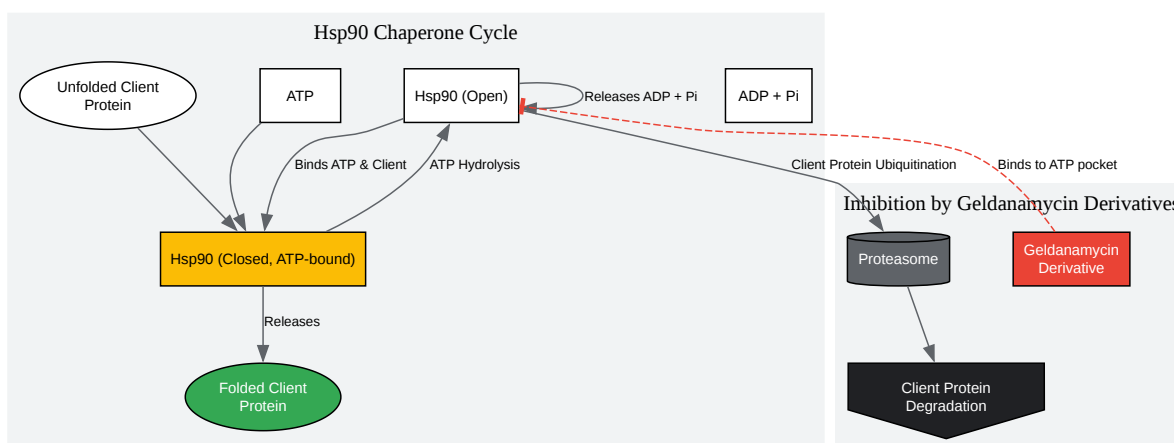 Hsp90 Chaperone Cycle
Unfolded Client
Protein
ATP
Hsp90 (Open)
Releases ADP + Pi
ADP + Pi
Binds ATP & Client
ATP Hydrolysis
Client Protein Ubiquitination
Binds to ATP pocket
Inhibition by Geldanamycin Derivatives
Hsp90 (Closed, ATP-bound)
Proteasome
Geldanamycin
Derivative
Releases
Folded Client
Protein
Client Protein
Degradation